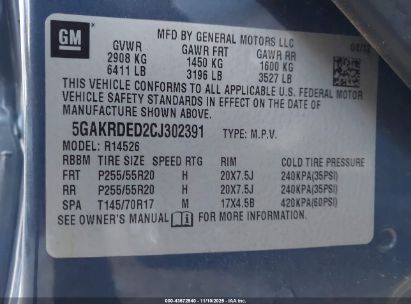 GM
MFD BY GENERAL MOTORS LLC
GVWR GAWR FRT GAWR RR
2908 KG 1450 KG 1600 KG
6411 LB 3196 LB 3527 LB
THIS VEHICLE CONFORMS TO ALL APPLICABLE U.S. FEDERAL MOTOR
VEHICLE SAFETY STANDARDS IN EFFECT ON THE DATE OF
MANUFACTURE SHOWN ABOVE.
5GAKRDED2CJ302391 TYPE: M.P.V.
MODEL: R14526
RBBM TIRE SIZE SPEED RTG RIM COLD TIRE PRESSURE
FRT P255/55R20 H 20X7.5J 240KPA(35PSI)
RR P255/55R20 H 20X7.5J 240KPA(35PSI)
SPA T145/70R17 M 17X4.5B 420KPA(60PSI)
SEE OWNER'S MANUAL FOR MORE INFORMATION.